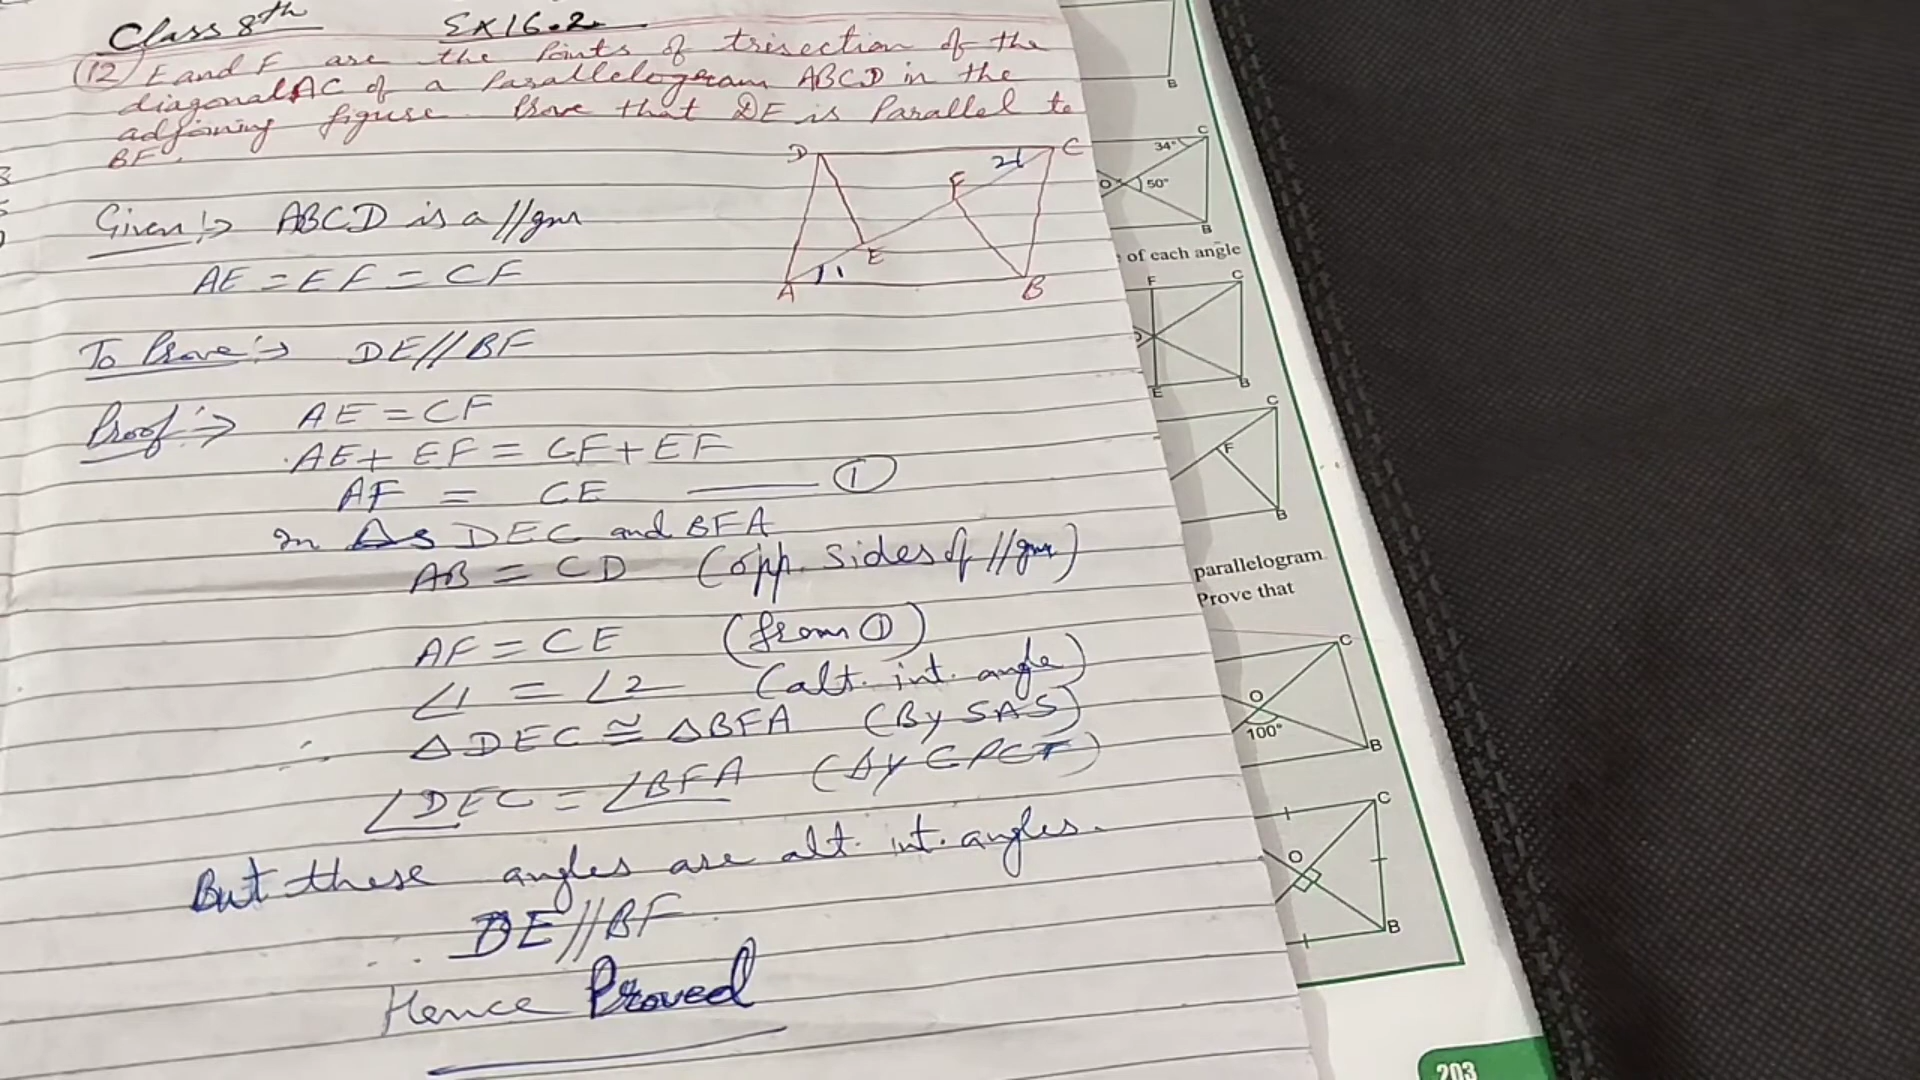 Class 8th Ex 16.2
(12) E and F are the Points of trisection of the
diagonal AC of a Parallelogram ABCD in the
adjoining figure. Prove that DE is Parallel to
BF.
D C
2
F
E
1
A B
Given :→ ABCD is a //gm
AE = EF = CF
To Prove :→ DE // BF
Proof :→ AE = CF
AE + EF = CF + EF
AF = CE ——— ①
In △s DEC and BFA
AB = CD (opp. sides of //gm)
AF = CE (from ①)
∠1 = ∠2 (alt. int. angle)
∴ △DEC ≅ △BFA (By SAS)
∠DEC = ∠BFA (By CPCT)
But these angles are alt. int. angles.
∴ DE // BF
Hence Proved
B
C
34°
O
50°
B
of each angle
F C
E B
C
F
B
parallelogram
Prove that
C
O
100°
B
C
O
B
203